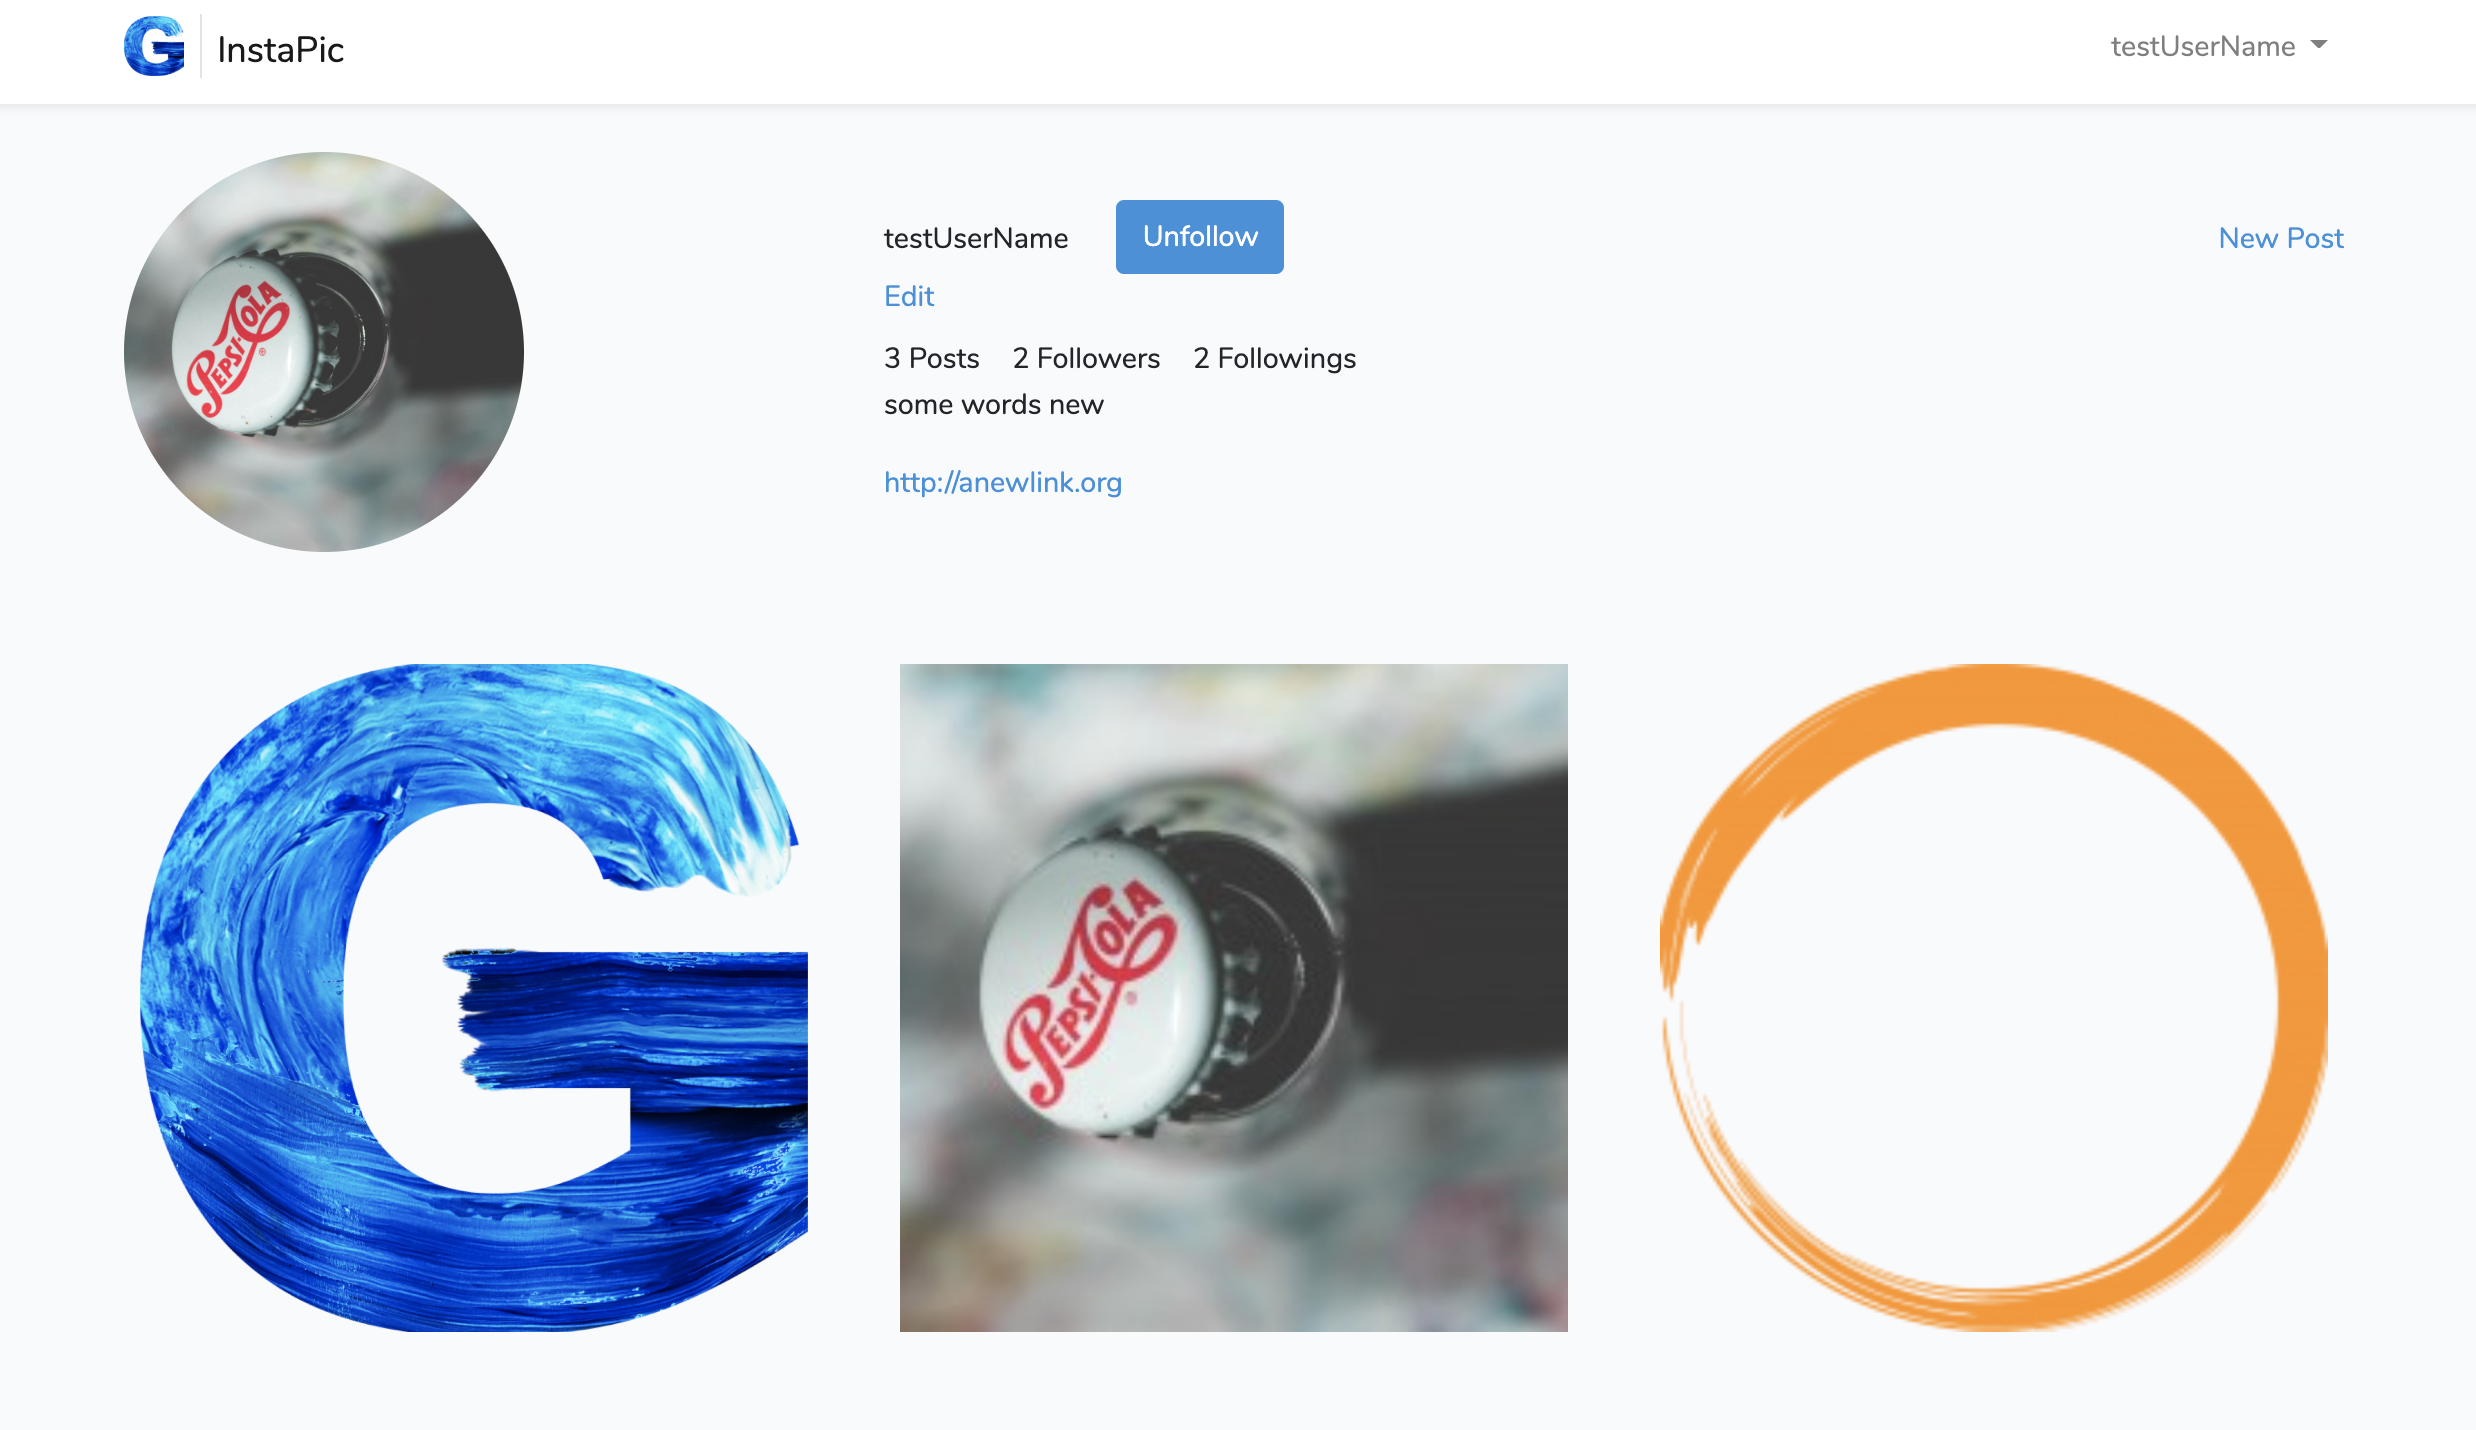 G InstaPic
testUserName
testUserName Unfollow
New Post
Edit
3 Posts 2 Followers 2 Followings
some words new
http://anewlink.org
PEPSI-COLA ®
G
PEPSI-COLA ®